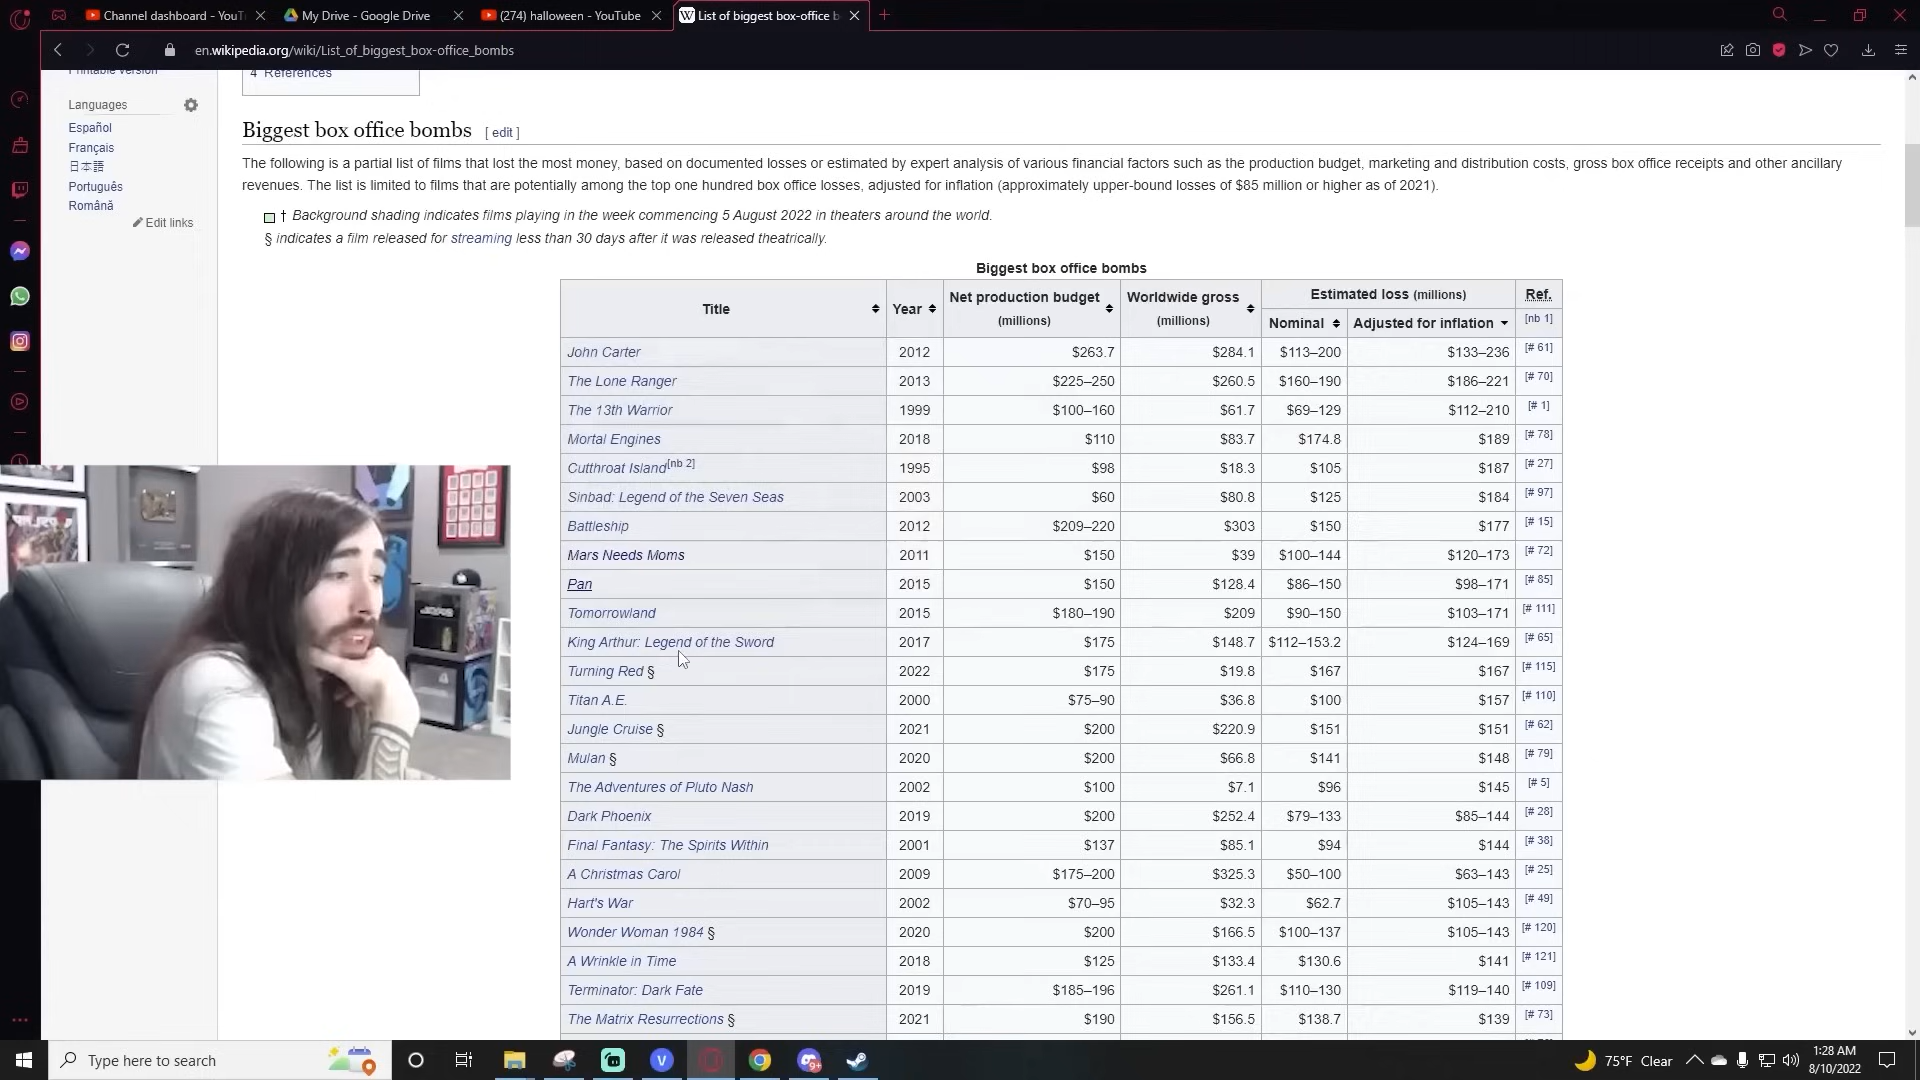 Channel dashboard - YouT
My Drive - Google Drive
(274) halloween - YouTube
W List of biggest box-office b
en.wikipedia.org/wiki/List_of_biggest_box-office_bombs
Printable version
4 References
Languages
Español
Français
日本語
Português
Română
Edit links
Biggest box office bombs [ edit ]
The following is a partial list of films that lost the most money, based on documented losses or estimated by expert analysis of various financial factors such as the production budget, marketing and distribution costs, gross box office receipts and other ancillary
revenues. The list is limited to films that are potentially among the top one hundred box office losses, adjusted for inflation (approximately upper-bound losses of $85 million or higher as of 2021).
† Background shading indicates films playing in the week commencing 5 August 2022 in theaters around the world.
§ indicates a film released for streaming less than 30 days after it was released theatrically.
Biggest box office bombs
Title Year Net production budget (millions) Worldwide gross (millions) Estimated loss (millions) Ref.
Nominal Adjusted for inflation [nb 1]
John Carter 2012 $263.7 $284.1 $113–200 $133–236 [# 61]
The Lone Ranger 2013 $225–250 $260.5 $160–190 $186–221 [# 70]
The 13th Warrior 1999 $100–160 $61.7 $69–129 $112–210 [# 1]
Mortal Engines 2018 $110 $83.7 $174.8 $189 [# 78]
Cutthroat Island[nb 2] 1995 $98 $18.3 $105 $187 [# 27]
Sinbad: Legend of the Seven Seas 2003 $60 $80.8 $125 $184 [# 97]
Battleship 2012 $209–220 $303 $150 $177 [# 15]
Mars Needs Moms 2011 $150 $39 $100–144 $120–173 [# 72]
Pan 2015 $150 $128.4 $86–150 $98–171 [# 85]
Tomorrowland 2015 $180–190 $209 $90–150 $103–171 [# 111]
King Arthur: Legend of the Sword 2017 $175 $148.7 $112–153.2 $124–169 [# 65]
Turning Red § 2022 $175 $19.8 $167 $167 [# 115]
Titan A.E. 2000 $75–90 $36.8 $100 $157 [# 110]
Jungle Cruise § 2021 $200 $220.9 $151 $151 [# 62]
Mulan § 2020 $200 $66.8 $141 $148 [# 79]
The Adventures of Pluto Nash 2002 $100 $7.1 $96 $145 [# 5]
Dark Phoenix 2019 $200 $252.4 $79–133 $85–144 [# 28]
Final Fantasy: The Spirits Within 2001 $137 $85.1 $94 $144 [# 38]
A Christmas Carol 2009 $175–200 $325.3 $50–100 $63–143 [# 25]
Hart's War 2002 $70–95 $32.3 $62.7 $105–143 [# 49]
Wonder Woman 1984 § 2020 $200 $166.5 $100–137 $105–143 [# 120]
A Wrinkle in Time 2018 $125 $133.4 $130.6 $141 [# 121]
Terminator: Dark Fate 2019 $185–196 $261.1 $110–130 $119–140 [# 109]
The Matrix Resurrections § 2021 $190 $156.5 $138.7 $139 [# 73]
Type here to search
V
9+
75°F Clear
1:28 AM
8/10/2022